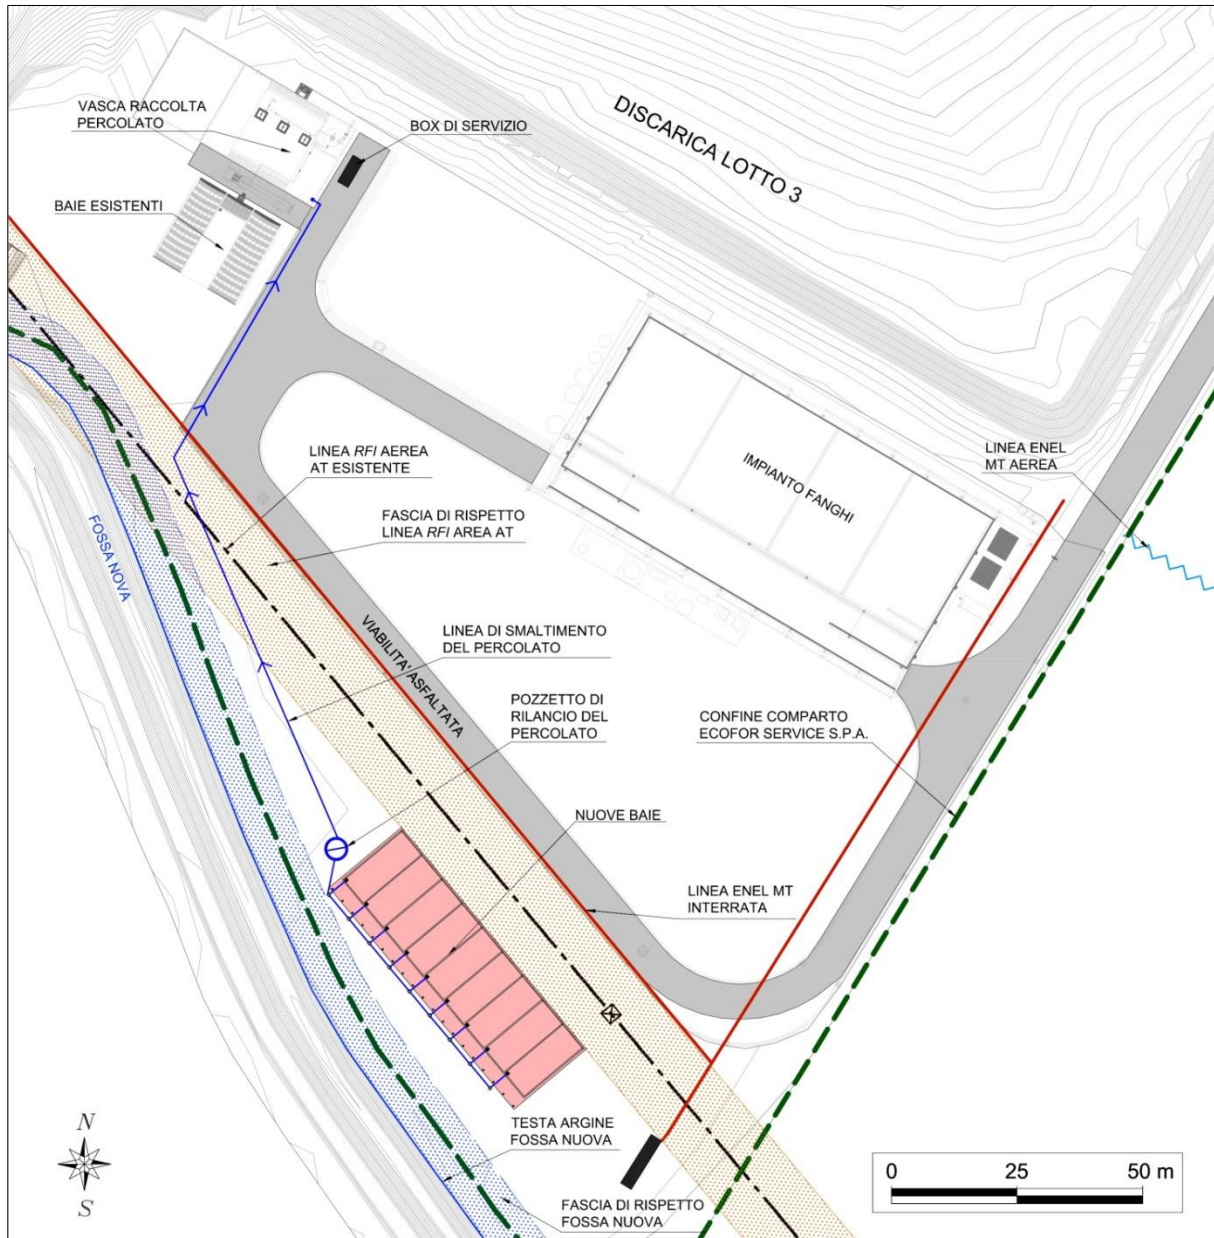 VASCA RACCOLTA
PERCOLATO
BOX DI SERVIZIO
DISCARICA LOTTO 3
BAIE ESISTENTI
LINEA RFI AEREA
AT ESISTENTE
LINEA ENEL
MT AEREA
IMPIANTO FANGHI
FASCIA DI RISPETTO
LINEA RFI AREA AT
FOSSA NOVA
VIABILITA' ASFALTATA
LINEA DI SMALTIMENTO
DEL PERCOLATO
POZZETTO DI
RILANCIO DEL
PERCOLATO
CONFINE COMPARTO
ECOFOR SERVICE S.P.A.
NUOVE BAIE
LINEA ENEL MT
INTERRATA
TESTA ARGINE
FOSSA NUOVA
FASCIA DI RISPETTO
FOSSA NUOVA
N
S
0 25 50 m